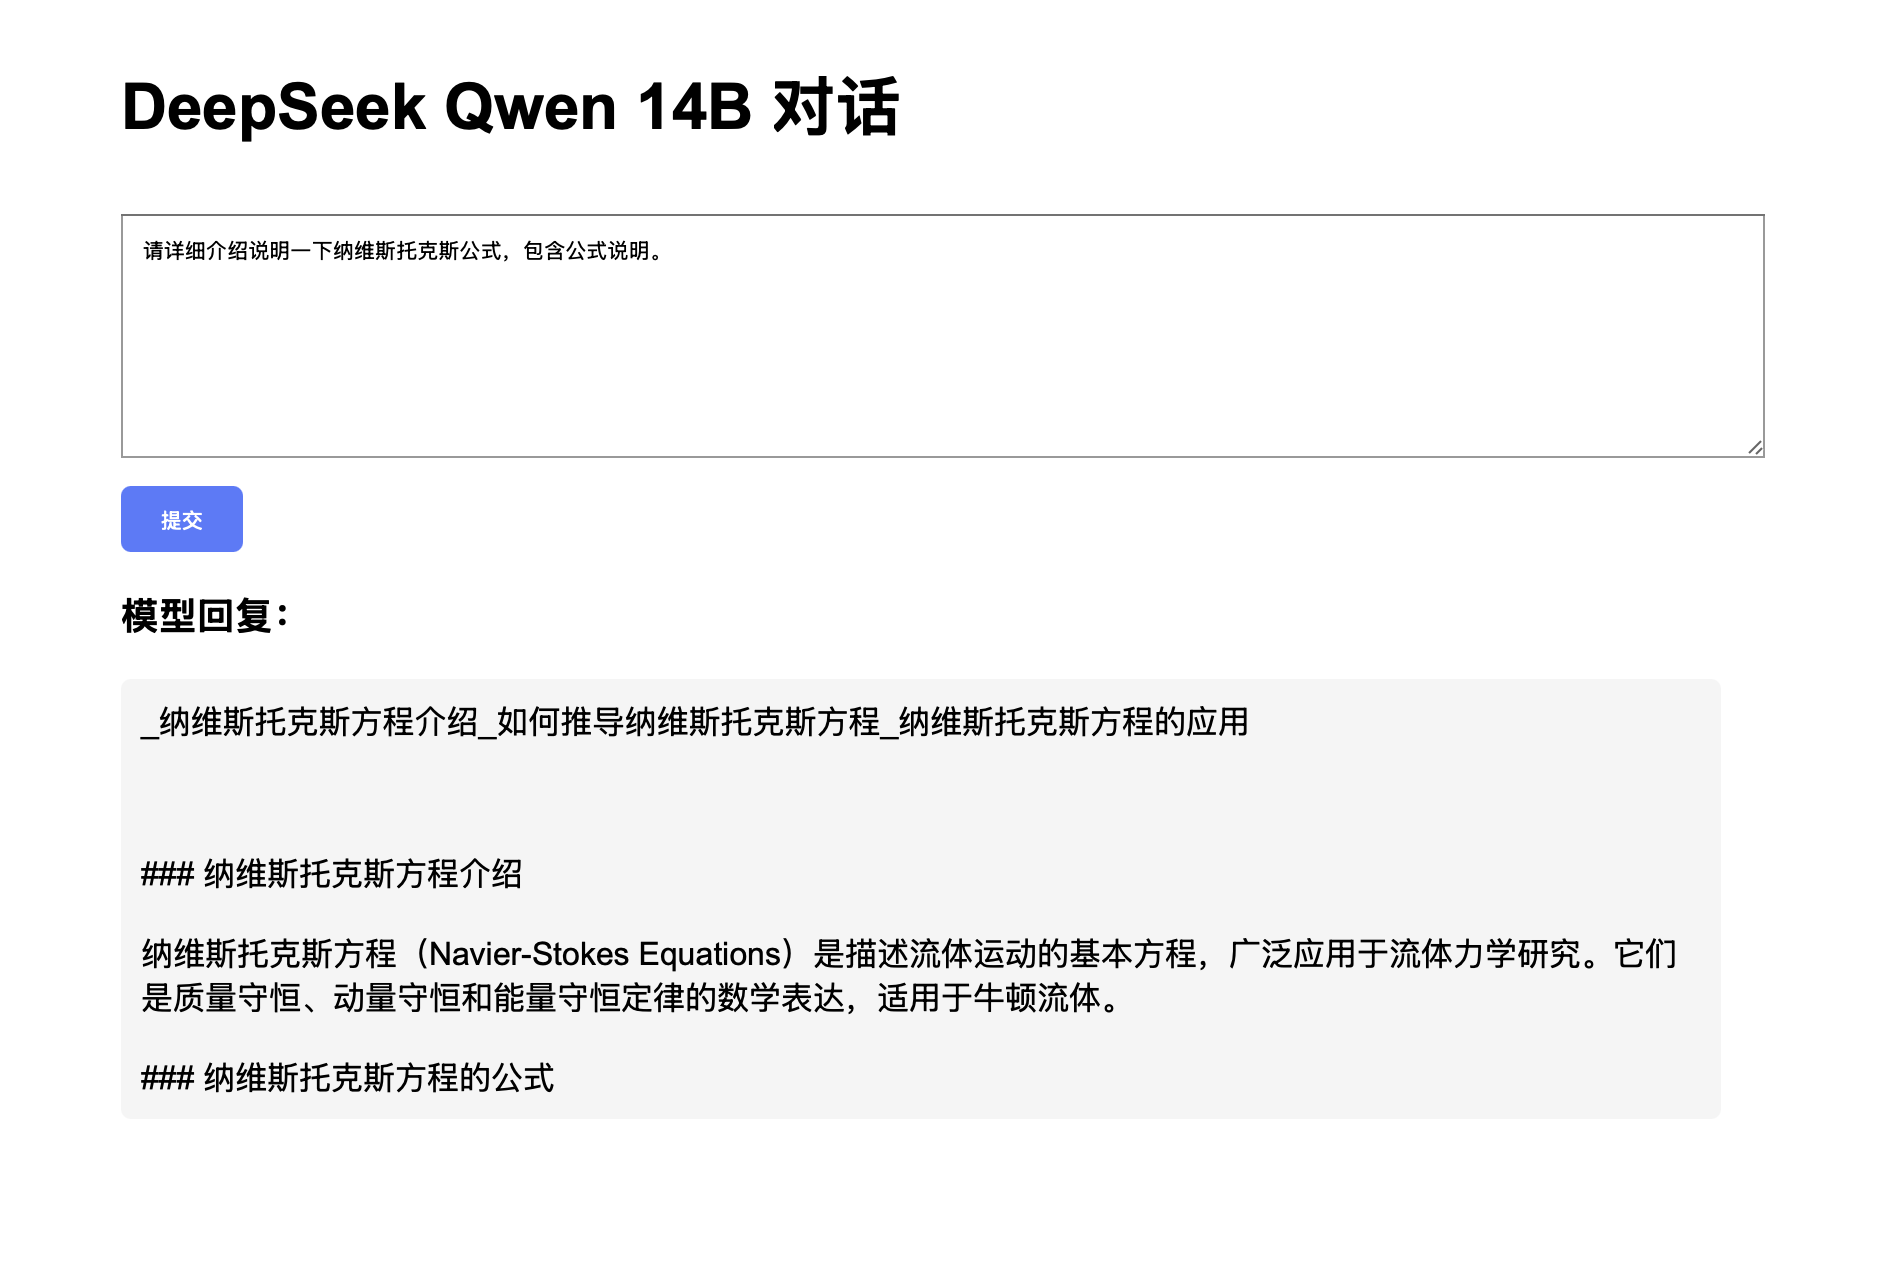 DeepSeek Qwen 14B 对话
请详细介绍说明一下纳维斯托克斯公式，包含公式说明。
提交
模型回复：
_纳维斯托克斯方程介绍_如何推导纳维斯托克斯方程_纳维斯托克斯方程的应用
### 纳维斯托克斯方程介绍
纳维斯托克斯方程（Navier-Stokes Equations）是描述流体运动的基本方程，广泛应用于流体力学研究。它们
是质量守恒、动量守恒和能量守恒定律的数学表达，适用于牛顿流体。
### 纳维斯托克斯方程的公式